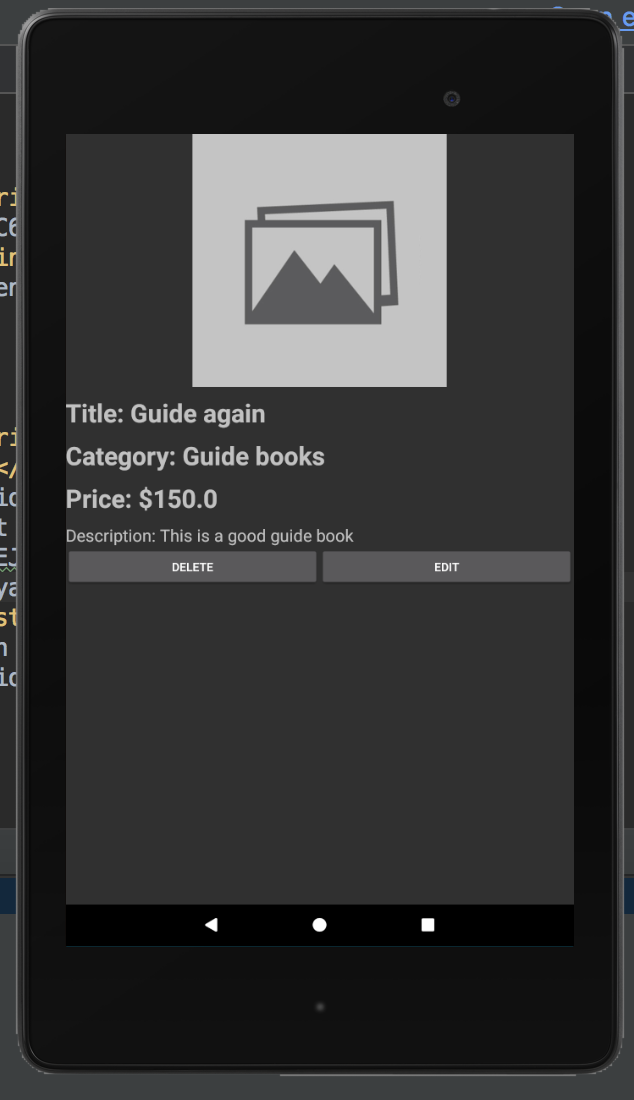 Title: Guide again
Category: Guide books
Price: $150.0
Description: This is a good guide book
DELETE
EDIT